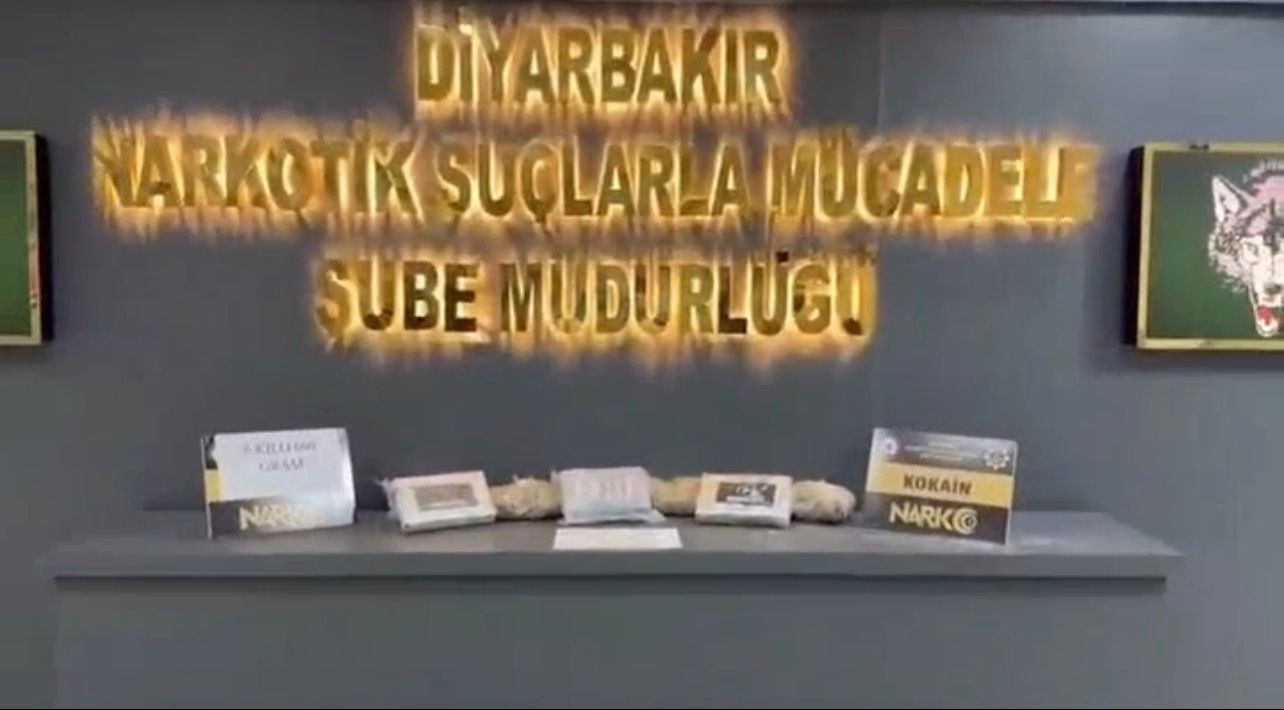 DİYARBAKIR
NARKOTİK SUÇLARLA MÜCADELE
ŞUBE MÜDÜRLÜĞÜ
GRAM
NARKO
KOKAİN
NARKO